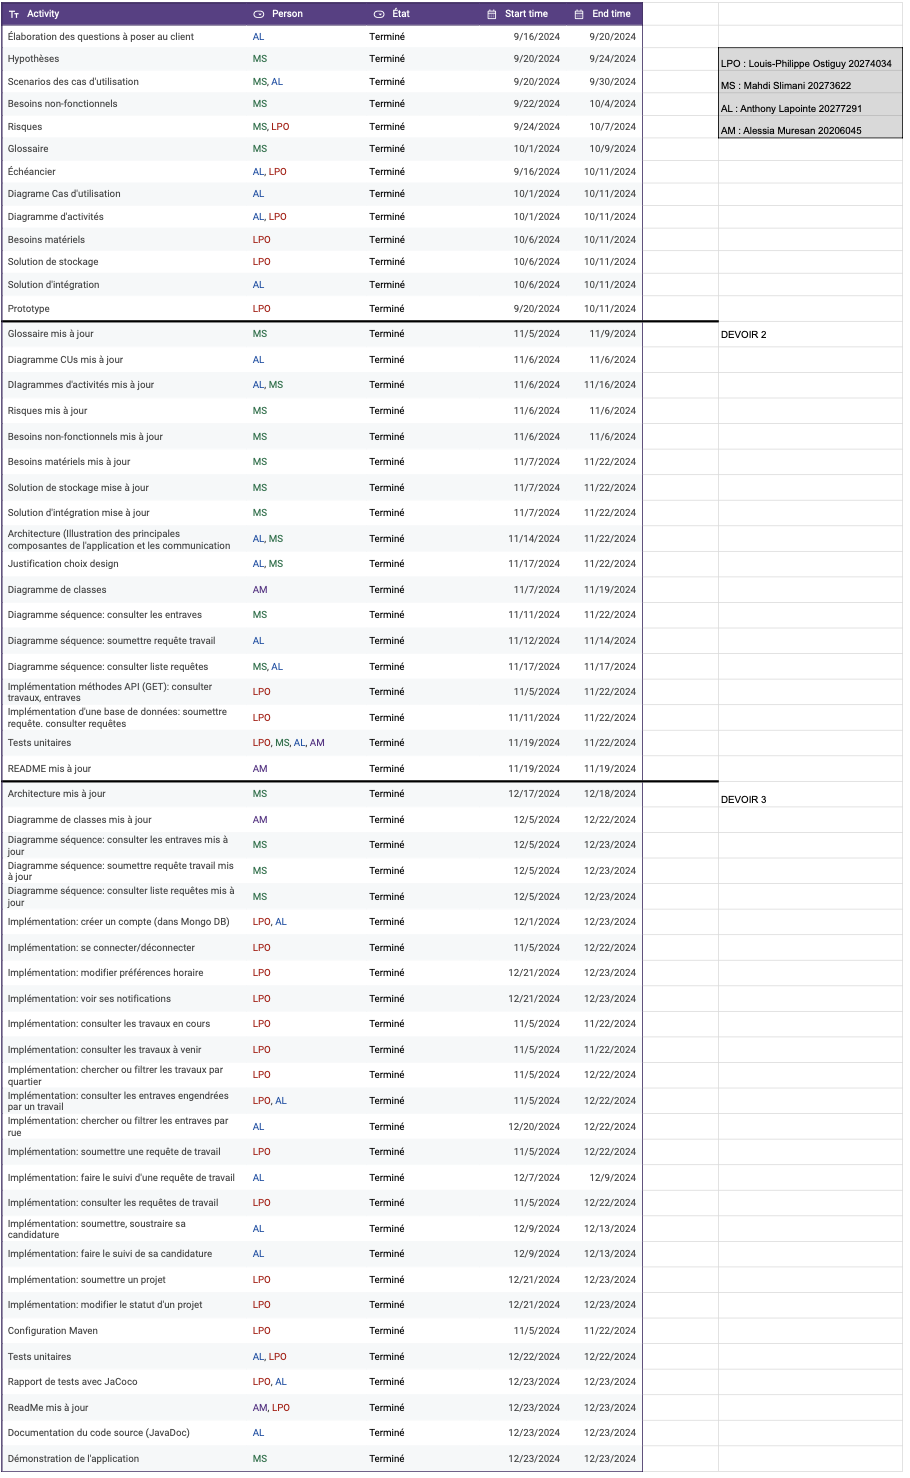 Tт Activity Person État Start time End time
Élaboration des questions à poser au client AL Terminé 9/16/2024 9/20/2024
Hypothèses MS Terminé 9/20/2024 9/24/2024
LPO : Louis-Philippe Ostiguy 20274034
Scenarios des cas d'utilisation MS, AL Terminé 9/20/2024 9/30/2024
MS : Mahdi Slimani 20273622
Besoins non-fonctionnels MS Terminé 9/22/2024 10/4/2024
AL : Anthony Lapointe 20277291
Risques MS, LPO Terminé 9/24/2024 10/7/2024
AM : Alessia Muresan 20206045
Glossaire MS Terminé 10/1/2024 10/9/2024
Échéancier AL, LPO Terminé 9/16/2024 10/11/2024
Diagrame Cas d'utilisation AL Terminé 10/1/2024 10/11/2024
Diagramme d'activités AL, LPO Terminé 10/1/2024 10/11/2024
Besoins matériels LPO Terminé 10/6/2024 10/11/2024
Solution de stockage LPO Terminé 10/6/2024 10/11/2024
Solution d'intégration AL Terminé 10/6/2024 10/11/2024
Prototype LPO Terminé 9/20/2024 10/11/2024
Glossaire mis à jour MS Terminé 11/5/2024 11/9/2024 DEVOIR 2
Diagramme CUs mis à jour AL Terminé 11/6/2024 11/6/2024
DIagrammes d'activités mis à jour AL, MS Terminé 11/6/2024 11/16/2024
Risques mis à jour MS Terminé 11/6/2024 11/6/2024
Besoins non-fonctionnels mis à jour MS Terminé 11/6/2024 11/6/2024
Besoins matériels mis à jour MS Terminé 11/7/2024 11/22/2024
Solution de stockage mise à jour MS Terminé 11/7/2024 11/22/2024
Solution d'intégration mise à jour MS Terminé 11/7/2024 11/22/2024
Architecture (Illustration des principales
composantes de l'application et les communication AL, MS Terminé 11/14/2024 11/22/2024
Justification choix design AL, MS Terminé 11/17/2024 11/22/2024
Diagramme de classes AM Terminé 11/7/2024 11/19/2024
Diagramme séquence: consulter les entraves MS Terminé 11/11/2024 11/22/2024
Diagramme séquence: soumettre requête travail AL Terminé 11/12/2024 11/14/2024
Diagramme séquence: consulter liste requêtes MS, AL Terminé 11/17/2024 11/17/2024
Implémentation méthodes API (GET): consulter
travaux, entraves LPO Terminé 11/5/2024 11/22/2024
Implémentation d'une base de données: soumettre
requête. consulter requêtes LPO Terminé 11/11/2024 11/22/2024
Tests unitaires LPO, MS, AL, AM Terminé 11/19/2024 11/22/2024
README mis à jour AM Terminé 11/19/2024 11/19/2024
Architecture mis à jour MS Terminé 12/17/2024 12/18/2024 DEVOIR 3
Diagramme de classes mis à jour AM Terminé 12/5/2024 12/22/2024
Diagramme séquence: consulter les entraves mis à
jour MS Terminé 12/5/2024 12/23/2024
Diagramme séquence: soumettre requête travail mis
à jour MS Terminé 12/5/2024 12/23/2024
Diagramme séquence: consulter liste requêtes mis à
jour MS Terminé 12/5/2024 12/23/2024
Implémentation: créer un compte (dans Mongo DB) LPO, AL Terminé 12/1/2024 12/23/2024
Implémentation: se connecter/déconnecter LPO Terminé 11/5/2024 12/22/2024
Implémentation: modifier préférences horaire LPO Terminé 12/21/2024 12/23/2024
Implémentation: voir ses notifications LPO Terminé 12/21/2024 12/23/2024
Implémentation: consulter les travaux en cours LPO Terminé 11/5/2024 11/22/2024
Implémentation: consulter les travaux à venir LPO Terminé 11/5/2024 11/22/2024
Implémentation: chercher ou filtrer les travaux par
quartier LPO Terminé 11/5/2024 12/22/2024
Implémentation: consulter les entraves engendrées
par un travail LPO, AL Terminé 11/5/2024 12/22/2024
Implémentation: chercher ou filtrer les entraves par
rue AL Terminé 12/20/2024 12/22/2024
Implémentation: soumettre une requête de travail LPO Terminé 11/5/2024 12/22/2024
Implémentation: faire le suivi d'une requête de travail AL Terminé 12/7/2024 12/9/2024
Implémentation: consulter les requêtes de travail LPO Terminé 11/5/2024 12/22/2024
Implémentation: soumettre, soustraire sa
candidature AL Terminé 12/9/2024 12/13/2024
Implémentation: faire le suivi de sa candidature AL Terminé 12/9/2024 12/13/2024
Implémentation: soumettre un projet LPO Terminé 12/21/2024 12/23/2024
Implémentation: modifier le statut d'un projet LPO Terminé 12/21/2024 12/23/2024
Configuration Maven LPO Terminé 11/5/2024 11/22/2024
Tests unitaires AL, LPO Terminé 12/22/2024 12/22/2024
Rapport de tests avec JaCoco LPO, AL Terminé 12/23/2024 12/23/2024
ReadMe mis à jour AM, LPO Terminé 12/23/2024 12/23/2024
Documentation du code source (JavaDoc) AL Terminé 12/23/2024 12/23/2024
Démonstration de l'application MS Terminé 12/23/2024 12/23/2024